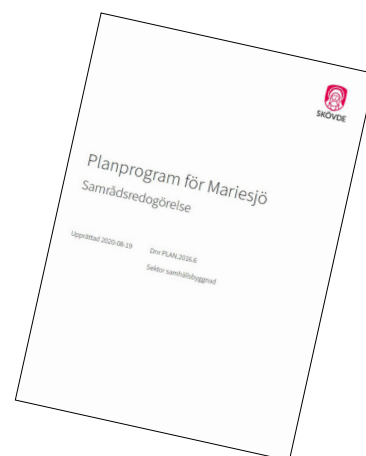 SKÖVDE
Planprogram för Mariesjö
Samrådsredogörelse
Upprättad 2020-08-19 Dnr PLAN.2016.6
Sektor samhällsbyggnad